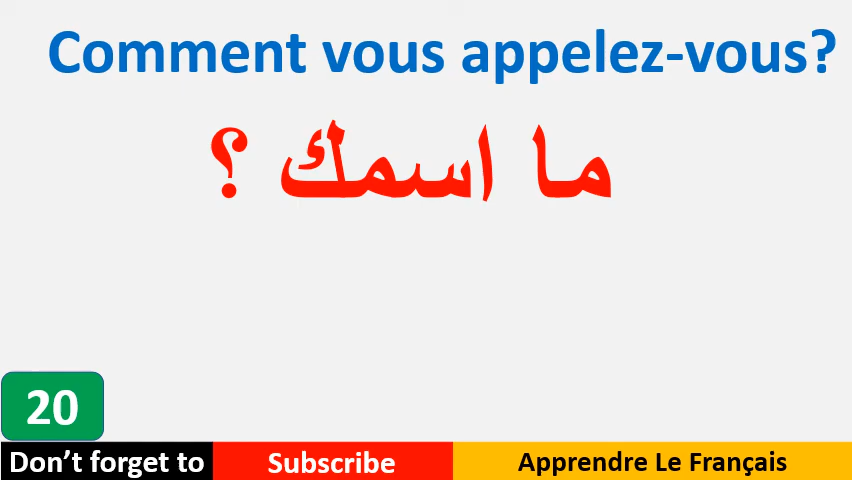 Comment vous appelez-vous?
ما اسمك ؟
20
Don’t forget to Subscribe Apprendre Le Français